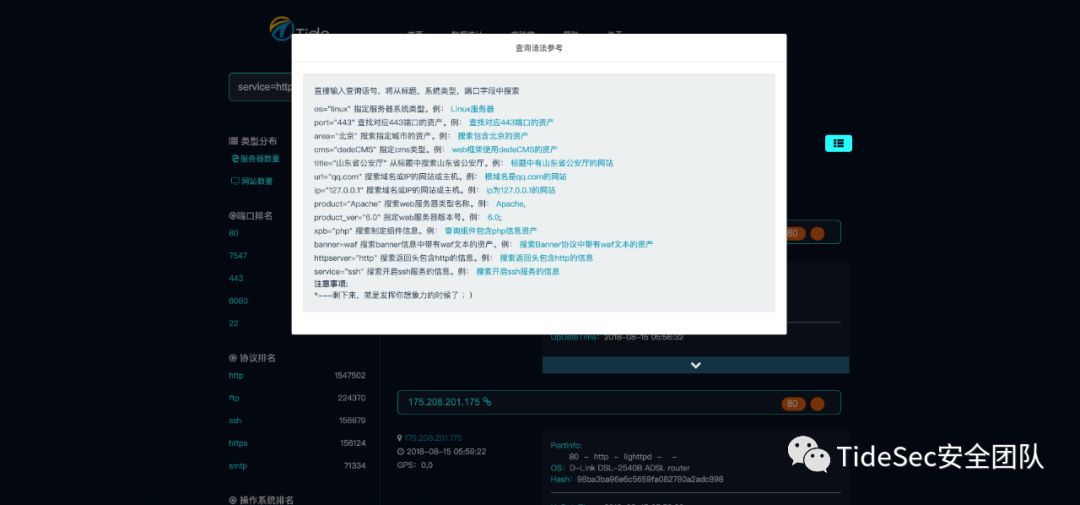 Tide
查询语法参考
service=http
直接输入查询语句，将从标题、系统类型、端口字段中搜索
os="linux" 指定服务器系统类型。例： Linux服务器
port="443" 查找对应443端口的资产。例： 查找对应443端口的资产
area="北京" 搜索指定城市的资产。例： 搜索包含北京的资产
cms="dedeCMS" 指定cms类型。例： web框架使用dedeCMS的资产
title="山东省公安厅" 从标题中搜索山东省公安厅。例： 标题中有山东省公安厅的网站
url="qq.com" 搜索域名或IP的网站或主机。例： 根域名是qq.com的网站
ip="127.0.0.1" 搜索域名或IP的网站或主机。例： ip为127.0.0.1的网站
product="Apache" 搜索web服务器类型名称。例： Apache,
product_ver="6.0" 指定web服务器版本号。例： 6.0;
xpb="php" 搜索制定组件信息。例： 查询组件包含php信息资产
banner=waf 搜索banner信息中带有waf文本的资产。例： 搜索Banner协议中带有waf文本的资产
httpserver="http" 搜索返回头包含http的信息。例： 搜索返回头包含http的信息
service="ssh" 搜索开启ssh服务的信息。例： 搜索开启ssh服务的信息
注意事项:
*---剩下来，就是发挥你想象力的时候了；）
类型分布
服务器数量
网站数量
端口排名
80
7547
443
8080
22
协议排名
http 1547502
ftp 224370
ssh 156679
https 156124
smtp 71334
操作系统排名
80
UpDateTime: 2018-08-15 05:56:32
175.208.201.175
80
175.208.201.175
2018-08-15 05:59:22
GPS: 0,0
PortInfo:
80 - http - lighttpd - -
OS: D-Link DSL-2540B ADSL router
Hash: 96ba3ba96e6c5659fa082780a2adc898
TideSec安全团队